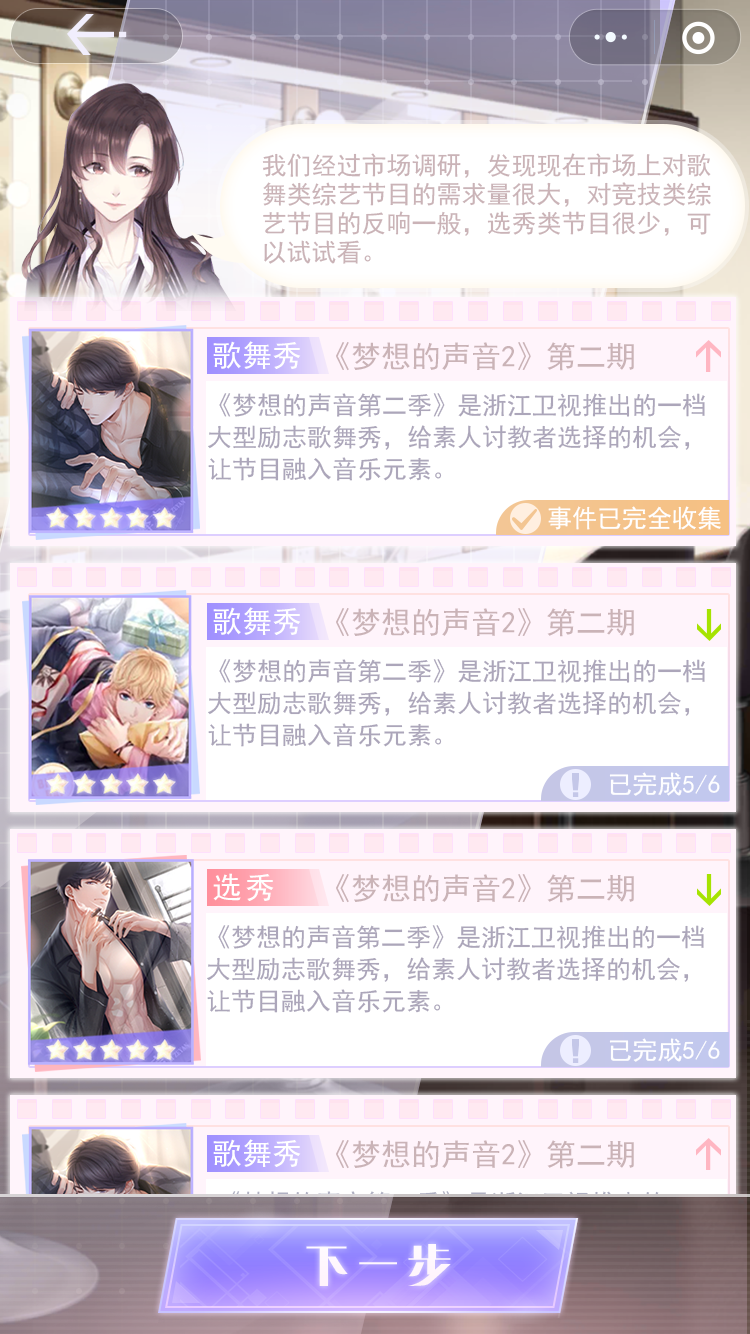 我们经过市场调研，发现现在市场上对歌
舞类综艺节目的需求量很大，对竞技类综
艺节目的反响一般，选秀类节目很少，可
以试试看。
歌舞秀 《梦想的声音2》第二期
《梦想的声音第二季》是浙江卫视推出的一档
大型励志歌舞秀，给素人讨教者选择的机会，
让节目融入音乐元素。
事件已完全收集
歌舞秀 《梦想的声音2》第二期
《梦想的声音第二季》是浙江卫视推出的一档
大型励志歌舞秀，给素人讨教者选择的机会，
让节目融入音乐元素。
已完成5/6
选秀 《梦想的声音2》第二期
《梦想的声音第二季》是浙江卫视推出的一档
大型励志歌舞秀，给素人讨教者选择的机会，
让节目融入音乐元素。
已完成5/6
歌舞秀 《梦想的声音2》第二期
下一步